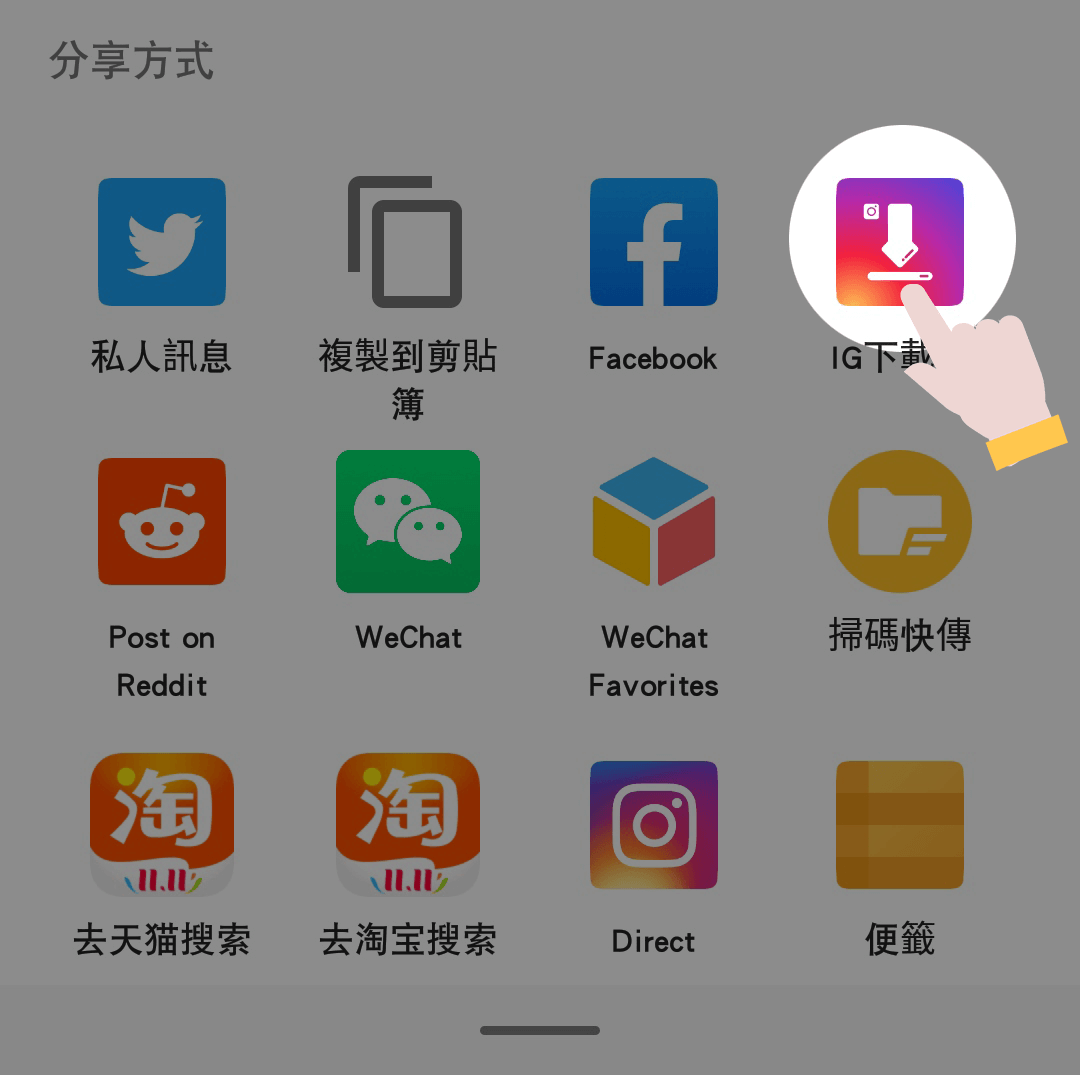 分享方式
私人訊息
複製到剪貼
簿
Facebook
IG下載
Post on
Reddit
WeChat
WeChat
Favorites
掃碼快傳
淘
11.11
去天猫搜索
淘
11.11
去淘宝搜索
Direct
便籤